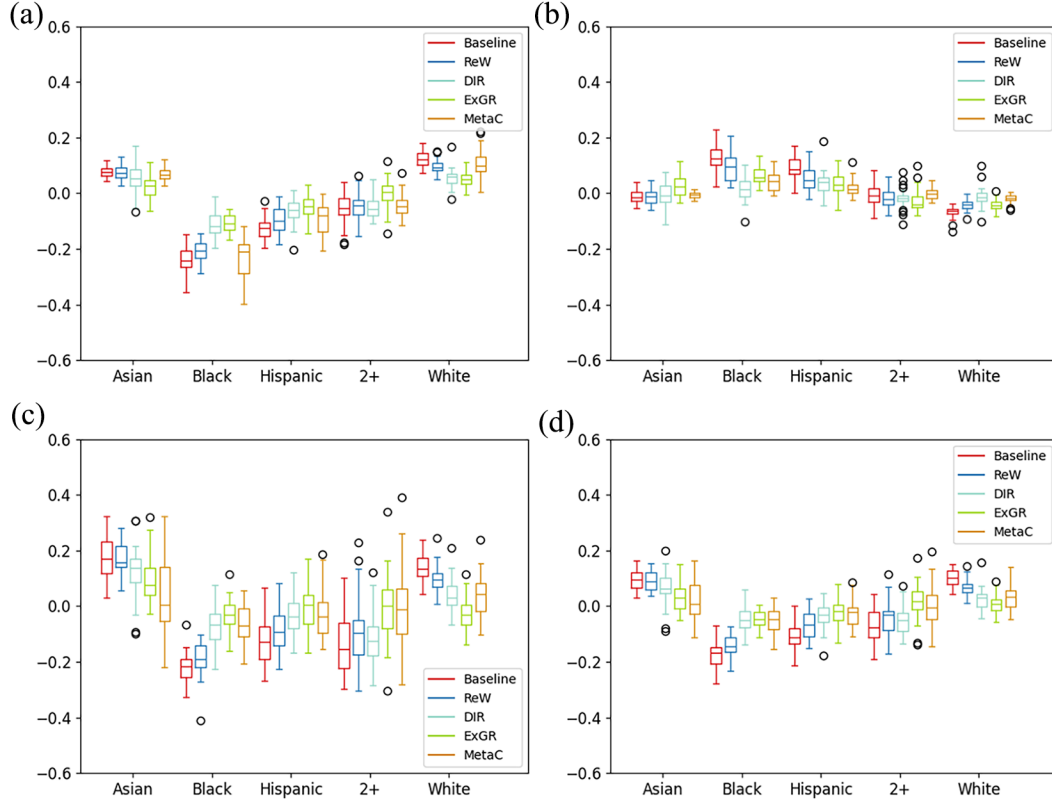 (a)
0.6
0.4
0.2
0.0
−0.2
−0.4
−0.6
Baseline
ReW
DIR
ExGR
MetaC
Asian Black Hispanic 2+ White
(b)
0.6
0.4
0.2
0.0
−0.2
−0.4
−0.6
Baseline
ReW
DIR
ExGR
MetaC
Asian Black Hispanic 2+ White
(c)
0.6
0.4
0.2
0.0
−0.2
−0.4
−0.6
Baseline
ReW
DIR
ExGR
MetaC
Asian Black Hispanic 2+ White
(d)
0.6
0.4
0.2
0.0
−0.2
−0.4
−0.6
Baseline
ReW
DIR
ExGR
MetaC
Asian Black Hispanic 2+ White